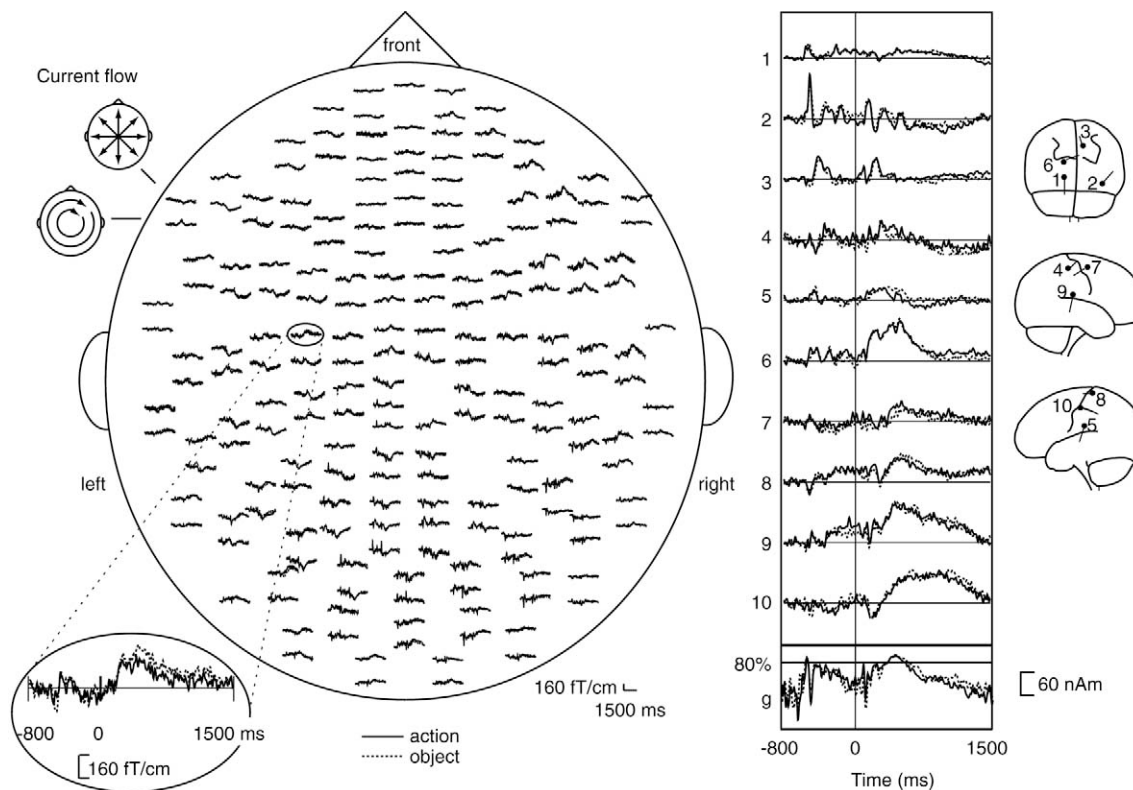 front
Current flow
left
right
-800 0 1500 ms
160 fT/cm
160 fT/cm
1500 ms
action
object
1
2
3
4
5
6
7
8
9
10
80%
g
-800 0 1500
Time (ms)
60 nAm
3
6
1 2
4 7
9
8
10
5